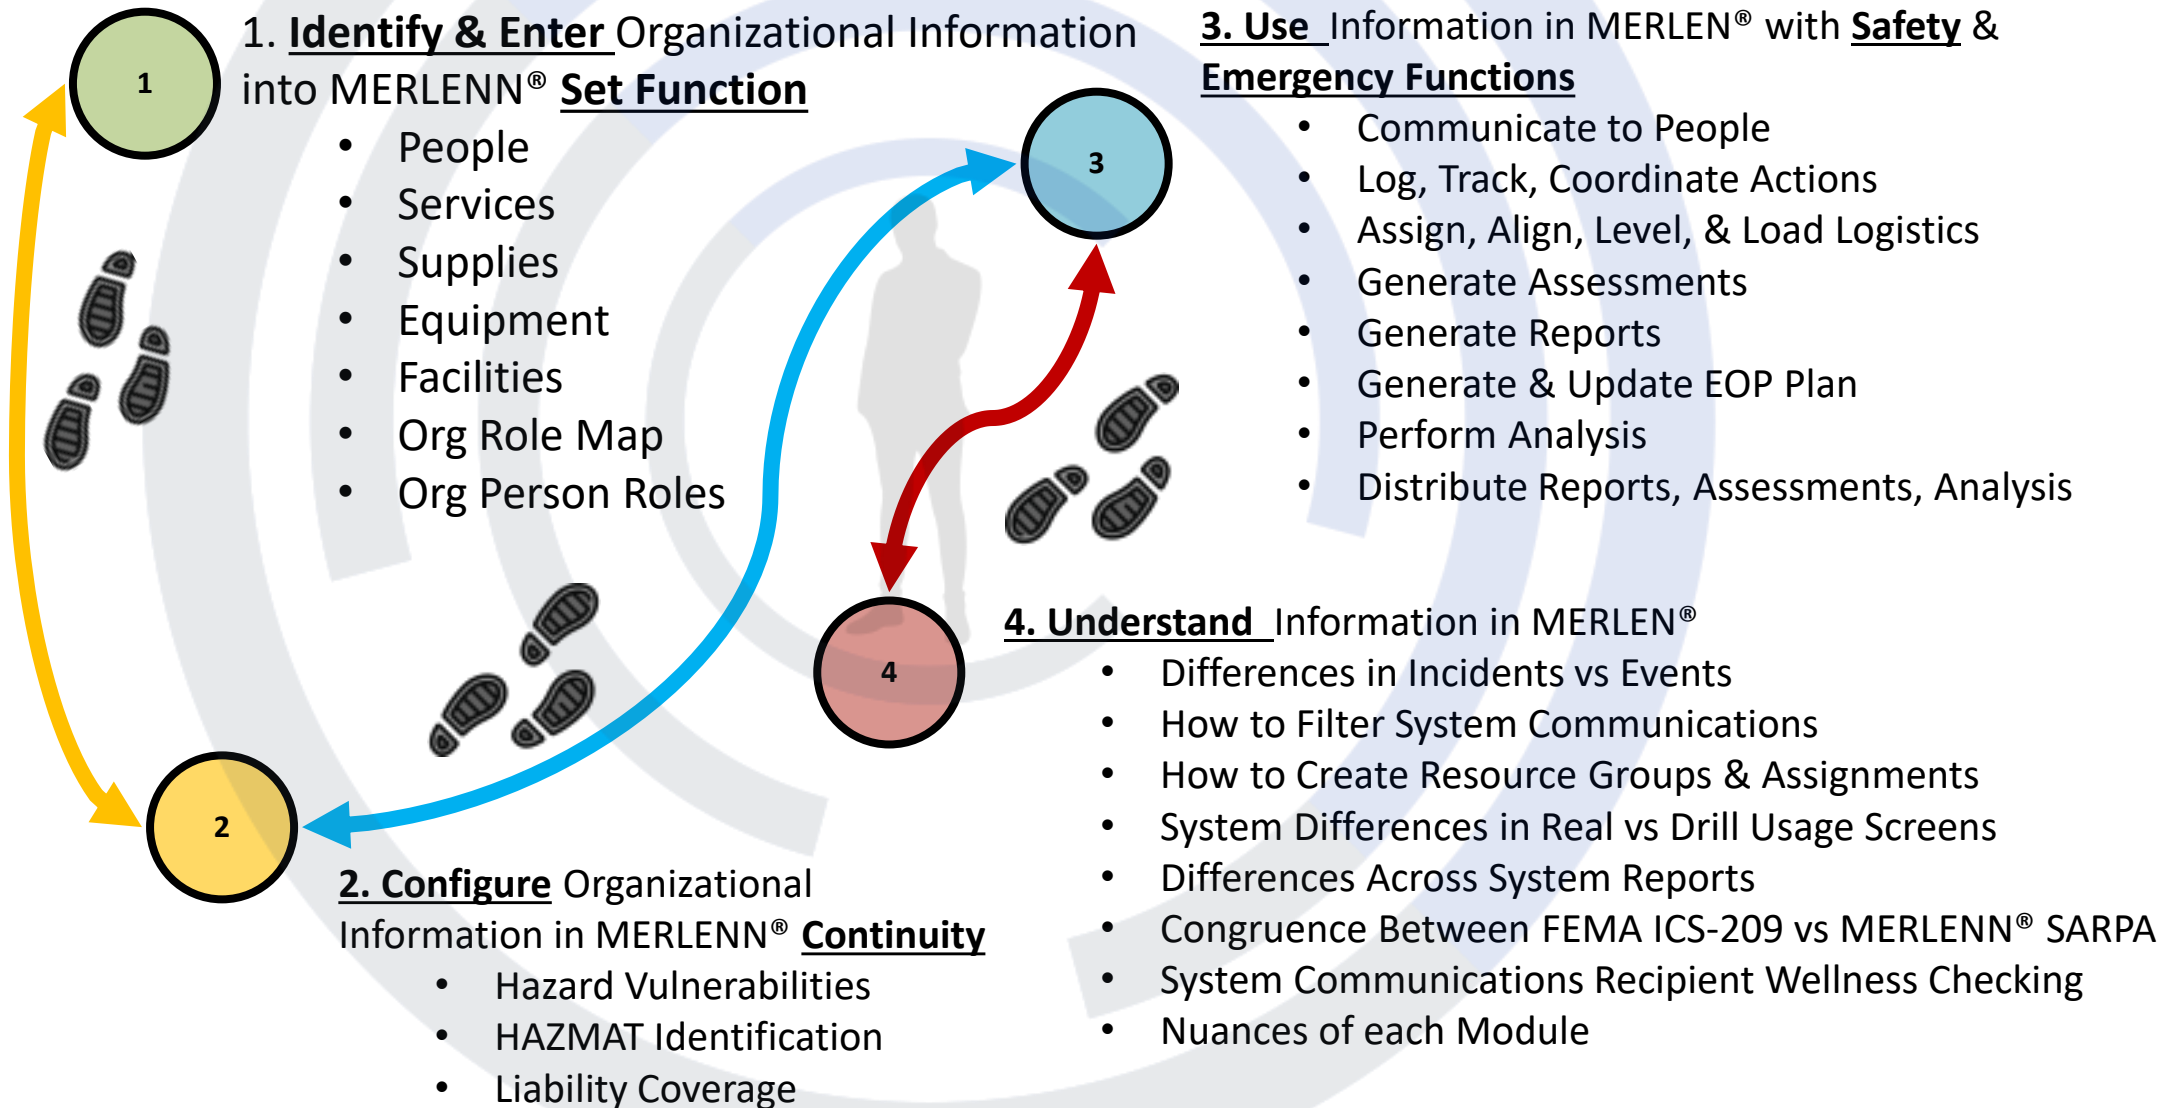 1
1. Identify & Enter Organizational Information
into MERLENN® Set Function
• People
• Services
• Supplies
• Equipment
• Facilities
• Org Role Map
• Org Person Roles
2
2. Configure Organizational
Information in MERLENN® Continuity
• Hazard Vulnerabilities
• HAZMAT Identification
• Liability Coverage
3
3. Use Information in MERLEN® with Safety &
Emergency Functions
• Communicate to People
• Log, Track, Coordinate Actions
• Assign, Align, Level, & Load Logistics
• Generate Assessments
• Generate Reports
• Generate & Update EOP Plan
• Perform Analysis
• Distribute Reports, Assessments, Analysis
4
4. Understand Information in MERLEN®
• Differences in Incidents vs Events
• How to Filter System Communications
• How to Create Resource Groups & Assignments
• System Differences in Real vs Drill Usage Screens
• Differences Across System Reports
• Congruence Between FEMA ICS-209 vs MERLENN® SARPA
• System Communications Recipient Wellness Checking
• Nuances of each Module